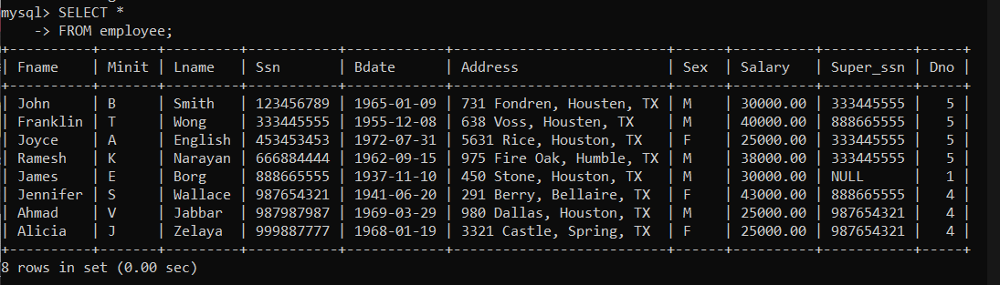 mysql> SELECT *
    -> FROM employee;
+----------+-------+---------+-----------+------------+--------------------------+------+----------+-----------+-----+
| Fname    | Minit | Lname   | Ssn       | Bdate      | Address                  | Sex  | Salary   | Super_ssn | Dno |
+----------+-------+---------+-----------+------------+--------------------------+------+----------+-----------+-----+
| John     | B     | Smith   | 123456789 | 1965-01-09 | 731 Fondren, Housten, TX | M    | 30000.00 | 333445555 |   5 |
| Franklin | T     | Wong    | 333445555 | 1955-12-08 | 638 Voss, Housten, TX    | M    | 40000.00 | 888665555 |   5 |
| Joyce    | A     | English | 453453453 | 1972-07-31 | 5631 Rice, Houston, TX   | F    | 25000.00 | 333445555 |   5 |
| Ramesh   | K     | Narayan | 666884444 | 1962-09-15 | 975 Fire Oak, Humble, TX | M    | 38000.00 | 333445555 |   5 |
| James    | E     | Borg    | 888665555 | 1937-11-10 | 450 Stone, Houston, TX   | M    | 30000.00 | NULL      |   1 |
| Jennifer | S     | Wallace | 987654321 | 1941-06-20 | 291 Berry, Bellaire, TX  | F    | 43000.00 | 888665555 |   4 |
| Ahmad    | V     | Jabbar  | 987987987 | 1969-03-29 | 980 Dallas, Houston, TX  | M    | 25000.00 | 987654321 |   4 |
| Alicia   | J     | Zelaya  | 999887777 | 1968-01-19 | 3321 Castle, Spring, TX  | F    | 25000.00 | 987654321 |   4 |
+----------+-------+---------+-----------+------------+--------------------------+------+----------+-----------+-----+
8 rows in set (0.00 sec)